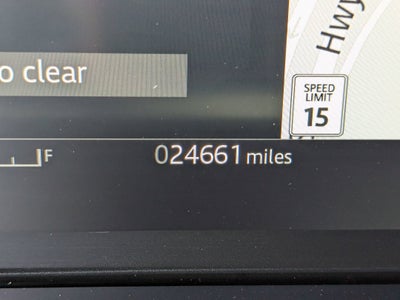 o clear
Hwy
SPEED
LIMIT
15
F
024661 miles